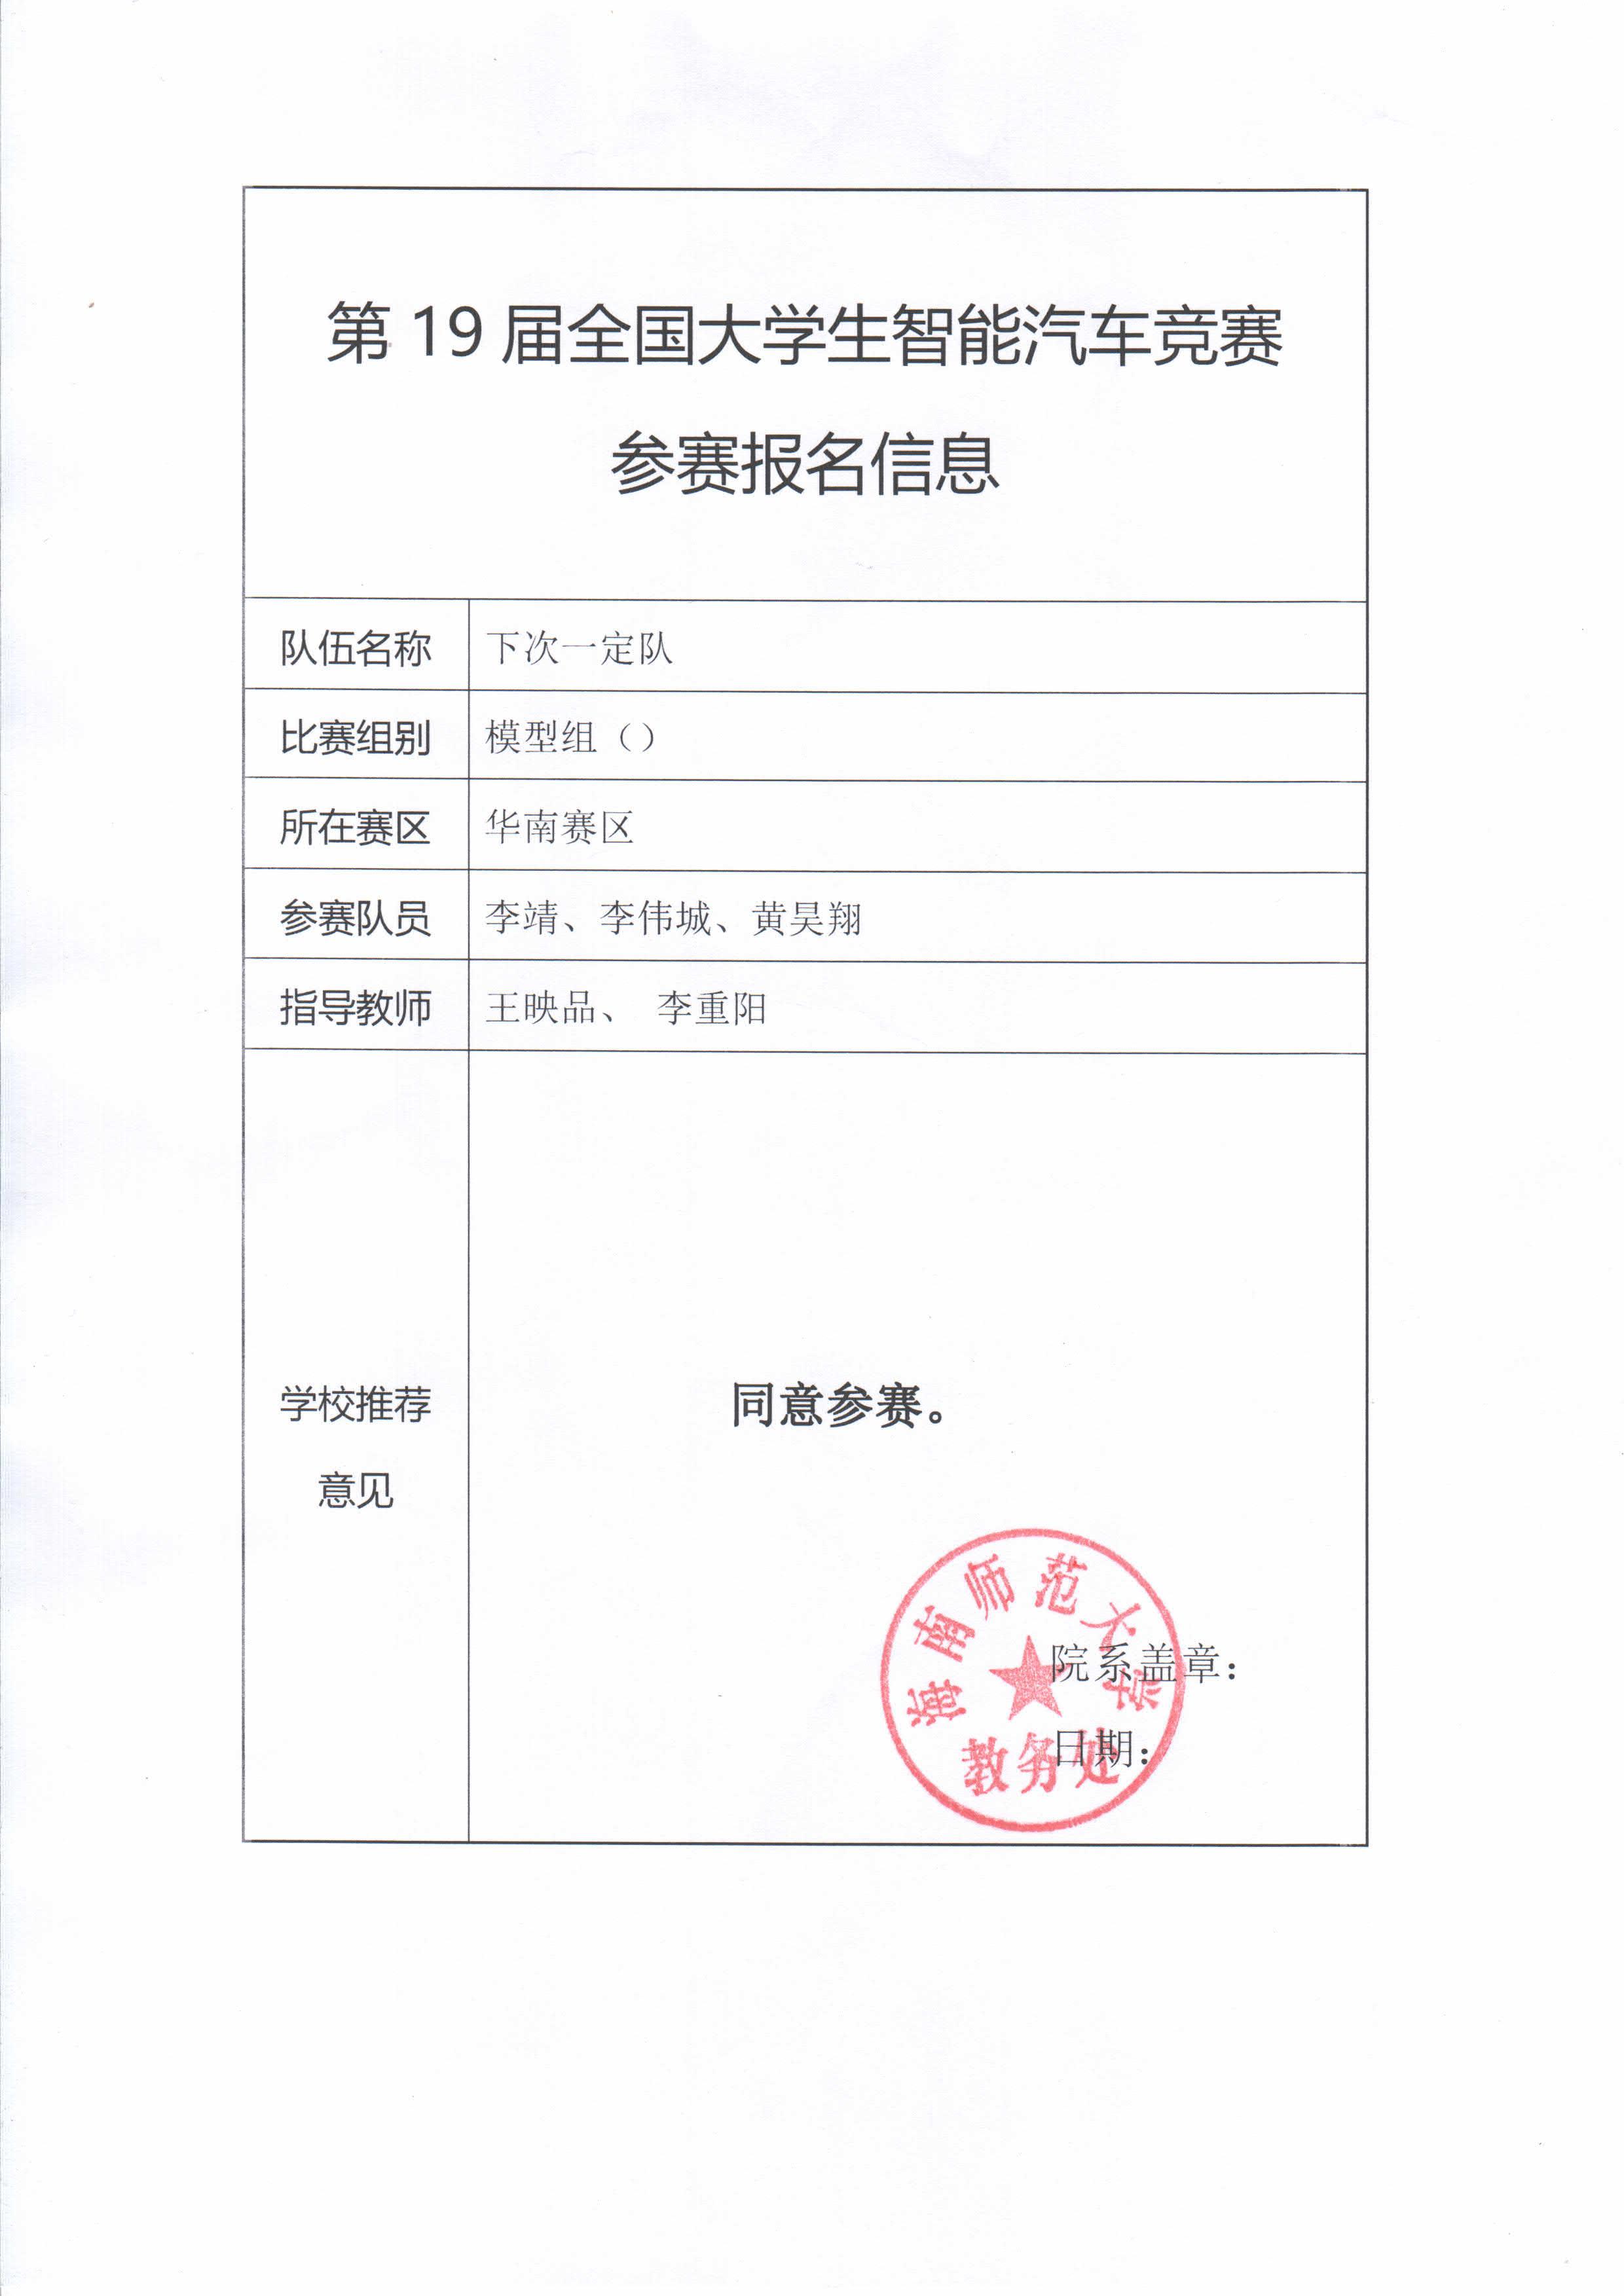 第 19 届全国大学生智能汽车竞赛
参赛报名信息
队伍名称 下次一定队
比赛组别 模型组（）
所在赛区 华南赛区
参赛队员 李靖、李伟城、黄昊翔
指导教师 王映品、 李重阳
学校推荐
意见
同意参赛。
海南师范大学
院系盖章：
日期：
教务处